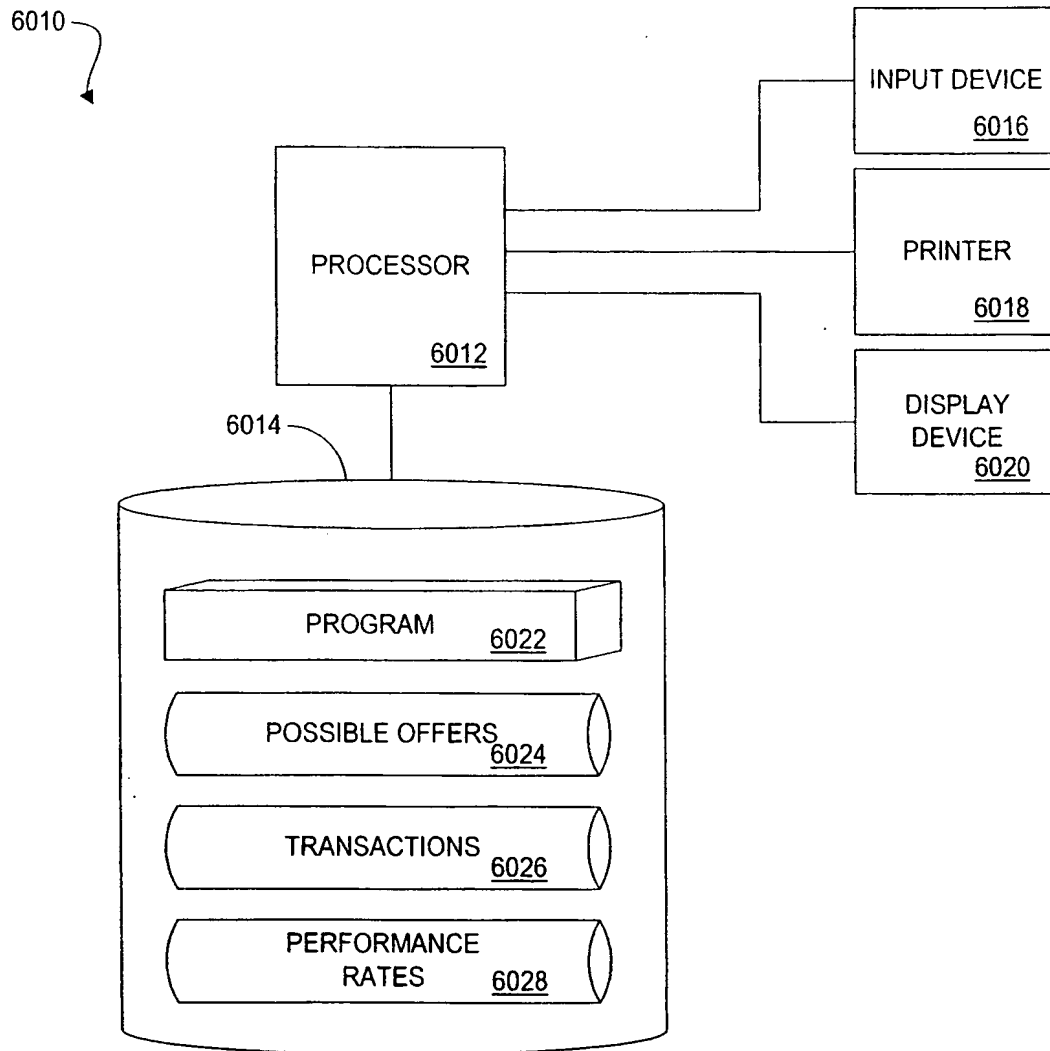 6010
INPUT DEVICE
6016
PROCESSOR
6012
PRINTER
6018
DISPLAY
DEVICE
6020
6014
PROGRAM
6022
POSSIBLE OFFERS
6024
TRANSACTIONS
6026
PERFORMANCE
RATES
6028